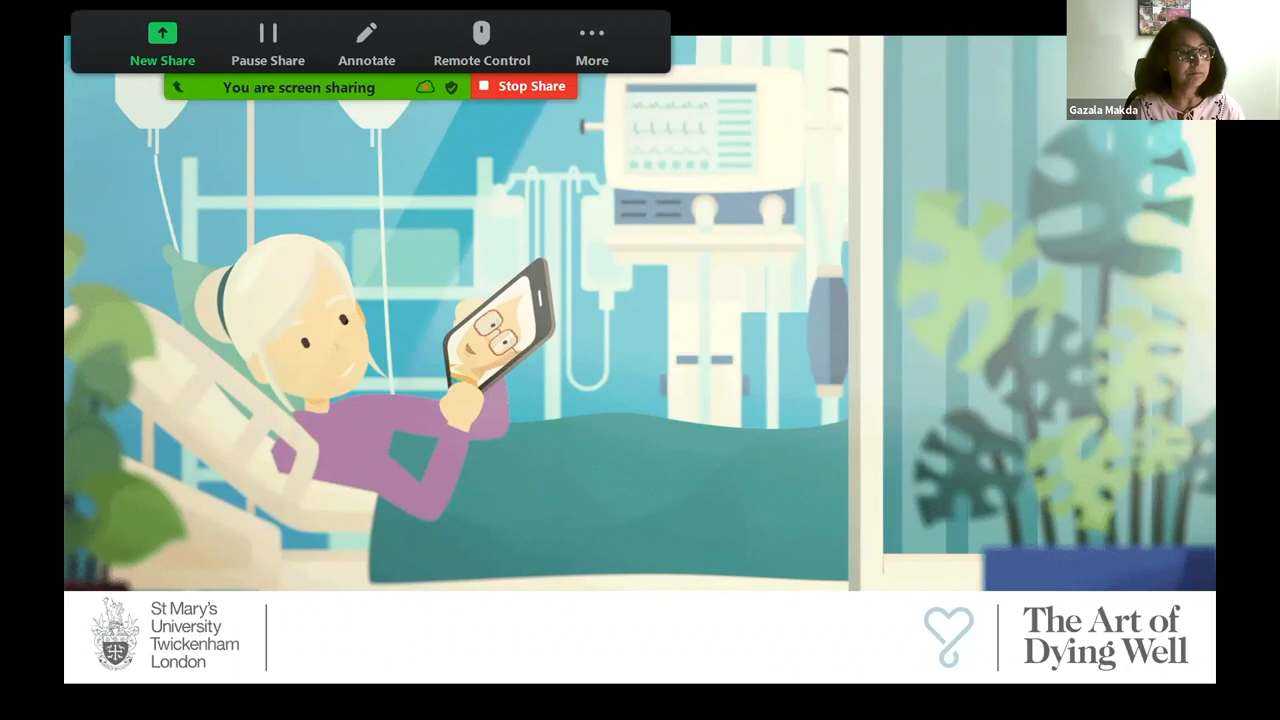 New Share
Pause Share
Annotate
Remote Control
More
You are screen sharing
Stop Share
Gazala Makda
St Mary's
University
Twickenham
London
The Art of
Dying Well